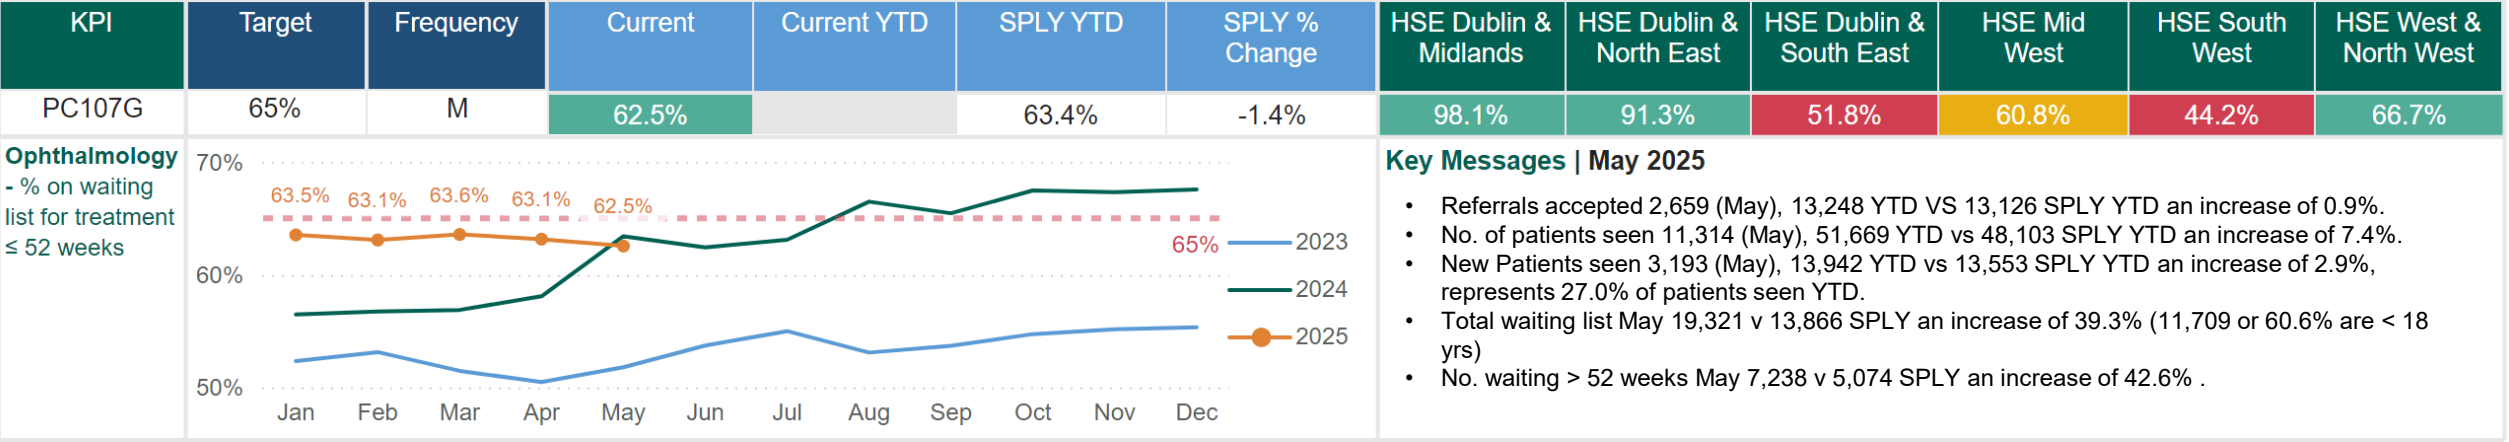 KPI
Target
Frequency
Current
Current YTD
SPLY YTD
SPLY %
Change
HSE Dublin &
Midlands
HSE Dublin &
North East
HSE Dublin &
South East
HSE Mid
West
HSE South
West
HSE West &
North West
PC107G
65%
M
62.5%
63.4%
-1.4%
98.1%
91.3%
51.8%
60.8%
44.2%
66.7%
Ophthalmology
- % on waiting
list for treatment
≤ 52 weeks
70%
60%
50%
63.5%
63.1%
63.6%
63.1%
62.5%
65%
2023
2024
2025
Jan
Feb
Mar
Apr
May
Jun
Jul
Aug
Sep
Oct
Nov
Dec
Key Messages | May 2025
• Referrals accepted 2,659 (May), 13,248 YTD VS 13,126 SPLY YTD an increase of 0.9%.
• No. of patients seen 11,314 (May), 51,669 YTD vs 48,103 SPLY YTD an increase of 7.4%.
• New Patients seen 3,193 (May), 13,942 YTD vs 13,553 SPLY YTD an increase of 2.9%,
represents 27.0% of patients seen YTD.
• Total waiting list May 19,321 v 13,866 SPLY an increase of 39.3% (11,709 or 60.6% are < 18
yrs)
• No. waiting > 52 weeks May 7,238 v 5,074 SPLY an increase of 42.6% .